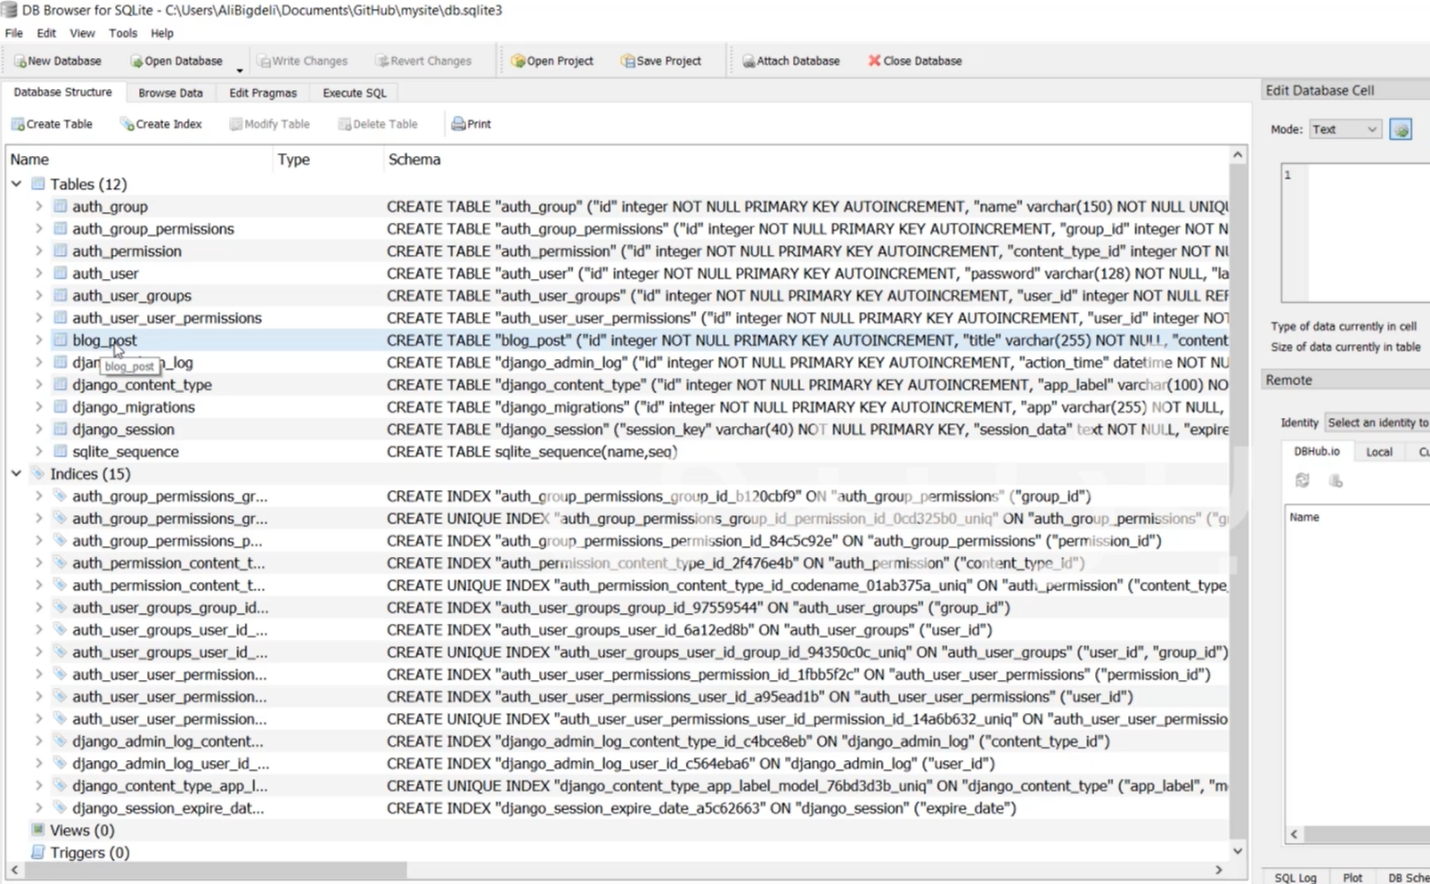 DB Browser for SQLite - C:\Users\AliBigdeli\Documents\GitHub\mysite\db.sqlite3
File Edit View Tools Help
New Database Open Database Write Changes Revert Changes Open Project Save Project Attach Database Close Database
Database Structure Browse Data Edit Pragmas Execute SQL
Create Table Create Index Modify Table Delete Table Print
Name Type Schema
Tables (12)
auth_group CREATE TABLE "auth_group" ("id" integer NOT NULL PRIMARY KEY AUTOINCREMENT, "name" varchar(150) NOT NULL UNIQU
auth_group_permissions CREATE TABLE "auth_group_permissions" ("id" integer NOT NULL PRIMARY KEY AUTOINCREMENT, "group_id" integer NOT N
auth_permission CREATE TABLE "auth_permission" ("id" integer NOT NULL PRIMARY KEY AUTOINCREMENT, "content_type_id" integer NOT NU
auth_user CREATE TABLE "auth_user" ("id" integer NOT NULL PRIMARY KEY AUTOINCREMENT, "password" varchar(128) NOT NULL, "la
auth_user_groups CREATE TABLE "auth_user_groups" ("id" integer NOT NULL PRIMARY KEY AUTOINCREMENT, "user_id" integer NOT NULL REF
auth_user_user_permissions CREATE TABLE "auth_user_user_permissions" ("id" integer NOT NULL PRIMARY KEY AUTOINCREMENT, "user_id" integer NOT
blog_post CREATE TABLE "blog_post" ("id" integer NOT NULL PRIMARY KEY AUTOINCREMENT, "title" varchar(255) NOT NULL, "content
blog_post
CREATE TABLE "django_admin_log" ("id" integer NOT NULL PRIMARY KEY AUTOINCREMENT, "action_time" datetime NOT NU
django_content_type CREATE TABLE "django_content_type" ("id" integer NOT NULL PRIMARY KEY AUTOINCREMENT, "app_label" varchar(100) NO
django_migrations CREATE TABLE "django_migrations" ("id" integer NOT NULL PRIMARY KEY AUTOINCREMENT, "app" varchar(255) NOT NULL,
django_session CREATE TABLE "django_session" ("session_key" varchar(40) NOT NULL PRIMARY KEY, "session_data" text NOT NULL, "expire
sqlite_sequence CREATE TABLE sqlite_sequence(name,seq)
Indices (15)
auth_group_permissions_gr... CREATE INDEX "auth_group_permissions_group_id_b120cbf9" ON "auth_group_permissions" ("group_id")
auth_group_permissions_gr... CREATE UNIQUE INDEX "auth_group_permissions_group_id_permission_id_0cd325b0_uniq" ON "auth_group_permissions" ("g
auth_group_permissions_p... CREATE INDEX "auth_group_permissions_permission_id_84c5c92e" ON "auth_group_permissions" ("permission_id")
auth_permission_content_t... CREATE INDEX "auth_permission_content_type_id_2f476e4b" ON "auth_permission" ("content_type_id")
auth_permission_content_t... CREATE UNIQUE INDEX "auth_permission_content_type_id_codename_01ab375a_uniq" ON "auth_permission" ("content_type_
auth_user_groups_group_id... CREATE INDEX "auth_user_groups_group_id_97559544" ON "auth_user_groups" ("group_id")
auth_user_groups_user_id_... CREATE INDEX "auth_user_groups_user_id_6a12ed8b" ON "auth_user_groups" ("user_id")
auth_user_groups_user_id_... CREATE UNIQUE INDEX "auth_user_groups_user_id_group_id_94350c0c_uniq" ON "auth_user_groups" ("user_id", "group_id")
auth_user_user_permission... CREATE INDEX "auth_user_user_permissions_permission_id_1fbb5f2c" ON "auth_user_user_permissions" ("permission_id")
auth_user_user_permission... CREATE INDEX "auth_user_user_permissions_user_id_a95ead1b" ON "auth_user_user_permissions" ("user_id")
auth_user_user_permission... CREATE UNIQUE INDEX "auth_user_user_permissions_user_id_permission_id_14a6b632_uniq" ON "auth_user_user_permissio
django_admin_log_content... CREATE INDEX "django_admin_log_content_type_id_c4bce8eb" ON "django_admin_log" ("content_type_id")
django_admin_log_user_id_... CREATE INDEX "django_admin_log_user_id_c564eba6" ON "django_admin_log" ("user_id")
django_content_type_app_l... CREATE UNIQUE INDEX "django_content_type_app_label_model_76bd3d3b_uniq" ON "django_content_type" ("app_label", "m
django_session_expire_dat... CREATE INDEX "django_session_expire_date_a5c62663" ON "django_session" ("expire_date")
Views (0)
Triggers (0)
Edit Database Cell
Mode: Text
1
Type of data currently in cell
Size of data currently in table
Remote
Identity Select an identity to
DBHub.io Local Cu
Name
SQL Log Plot DB Sche